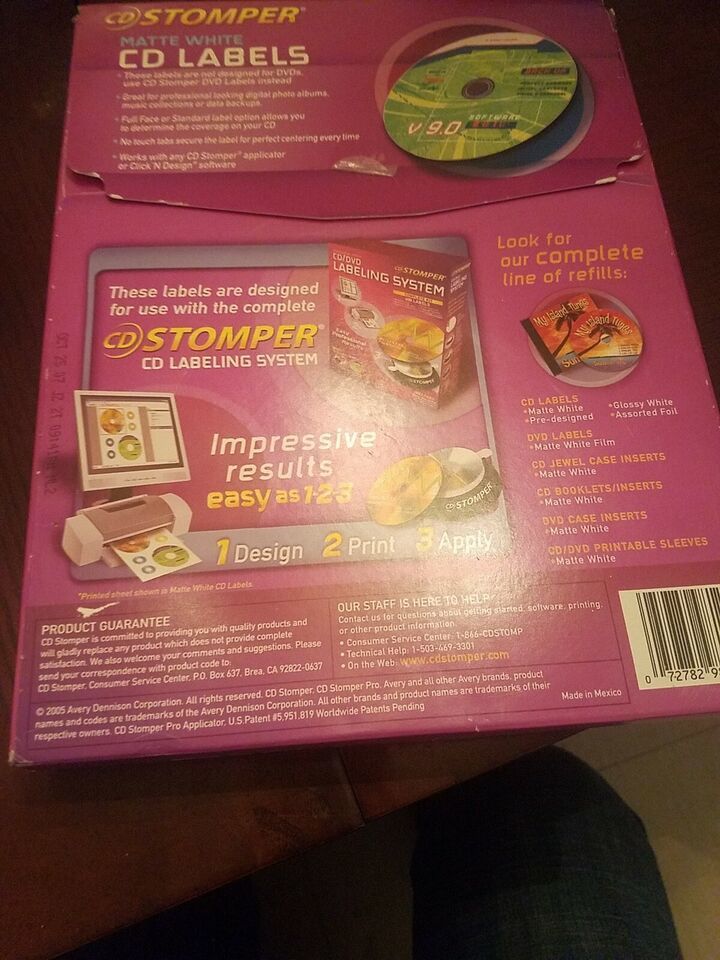 CD STOMPER®
MATTE WHITE
CD LABELS
• These labels are not designed for DVDs,
use CD Stomper DVD Labels instead
• Great for professional looking digital photo albums,
music collections or data backups.
• Full Face or Standard label option allows you
to determine the coverage on your CD
• No touch tabs secure the label for perfect centering every time
• Works with any CD Stomper® applicator
or Click'N Design® software
BACK UP
SOFTWARE
V 9.0
These labels are designed
for use with the complete
CD STOMPER®
CD LABELING SYSTEM
CD/DVD
LABELING SYSTEM
CD STOMPER®
Easy
results
STOMPER
Impressive
results
easy as 1-2-3
CD STOMPER
1 Design 2 Print 3 Apply
*Printed sheet shown in Matte White CD Labels.
Look for
our complete
line of refills:
My Island Tunes
My Island Tunes
CD LABELS
•Matte White
•Pre-designed
•Glossy White
•Assorted Foil
DVD LABELS
•Matte White Film
CD JEWEL CASE INSERTS
•Matte White
CD BOOKLETS/INSERTS
•Matte White
DVD CASE INSERTS
•Matte White
CD/DVD PRINTABLE SLEEVES
•Matte White
PRODUCT GUARANTEE
CD Stomper is committed to providing you with quality products and
will gladly replace any product which does not provide complete
satisfaction. We also welcome your comments and suggestions. Please
send your correspondence with product code to:
CD Stomper, Consumer Service Center, P.O. Box 637, Brea, CA 92822-0637
OUR STAFF IS HERE TO HELP
Contact us for questions about getting started, software, printing,
or other product information.
• Consumer Service Center: 1-866-CDSTOMP
• Technical Help: 1-503-469-3301
• On the Web: www.cdstomper.com
© 2005 Avery Dennison Corporation. All rights reserved. CD Stomper, CD Stomper Pro, Avery and all other Avery brands, product
names and codes are trademarks of the Avery Dennison Corporation. All other brands and product names are trademarks of their
respective owners. CD Stomper Pro Applicator, U.S.Patent #5,951,819 Worldwide Patents Pending
Made in Mexico
0 72782 9